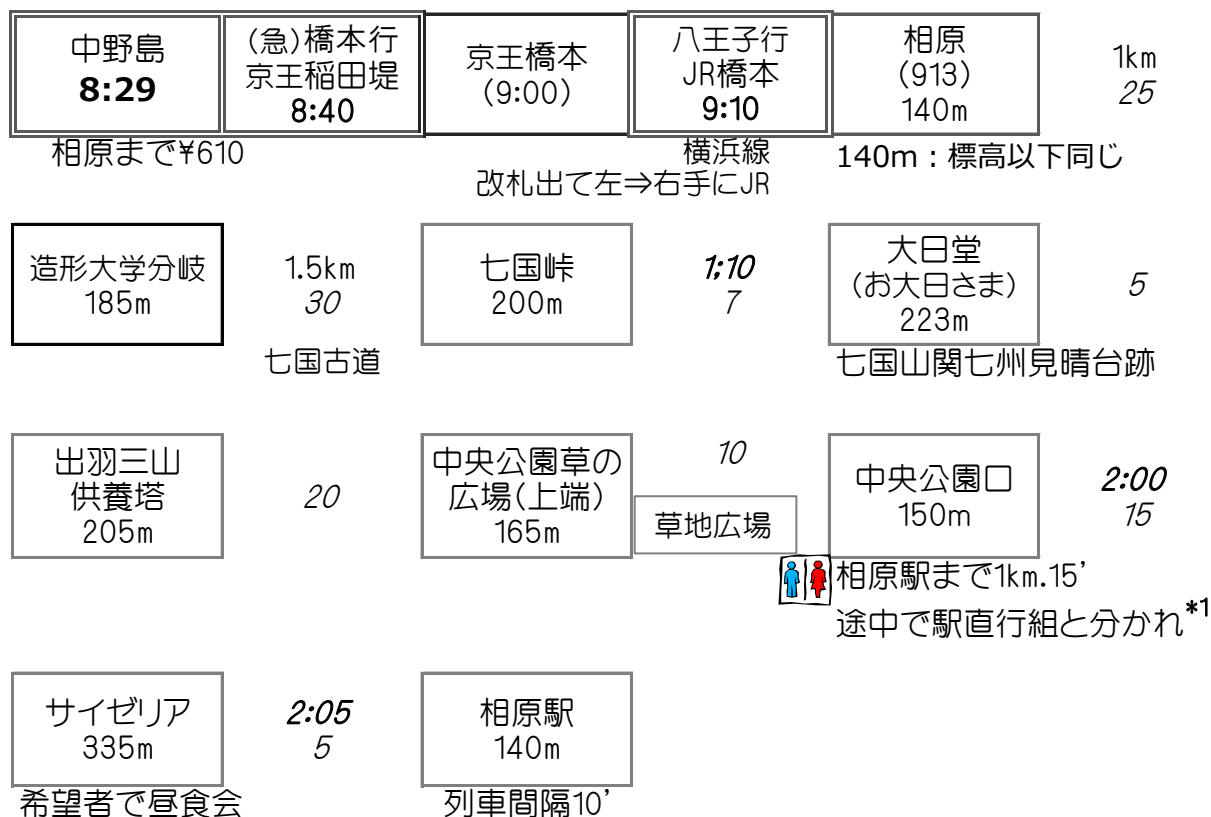 中野島
8:29
(急)橋本行
京王稲田堤
8:40
京王橋本
(9:00)
八王子行
JR橋本
9:10
相原
(913)
140m
1km
25
相原まで¥610
横浜線
改札出て左⇒右手にJR
140m：標高以下同じ
造形大学分岐
185m
1.5km
30
七国峠
200m
1;10
7
大日堂
(お大日さま)
223m
5
七国古道
七国山関七州見晴台跡
出羽三山
供養塔
205m
20
中央公園草の
広場(上端)
165m
10
草地広場
中央公園口
150m
2:00
15
相原駅まで1km.15’
途中で駅直行組と分かれ*1
サイゼリア
335m
2:05
5
相原駅
140m
希望者で昼食会
列車間隔10’